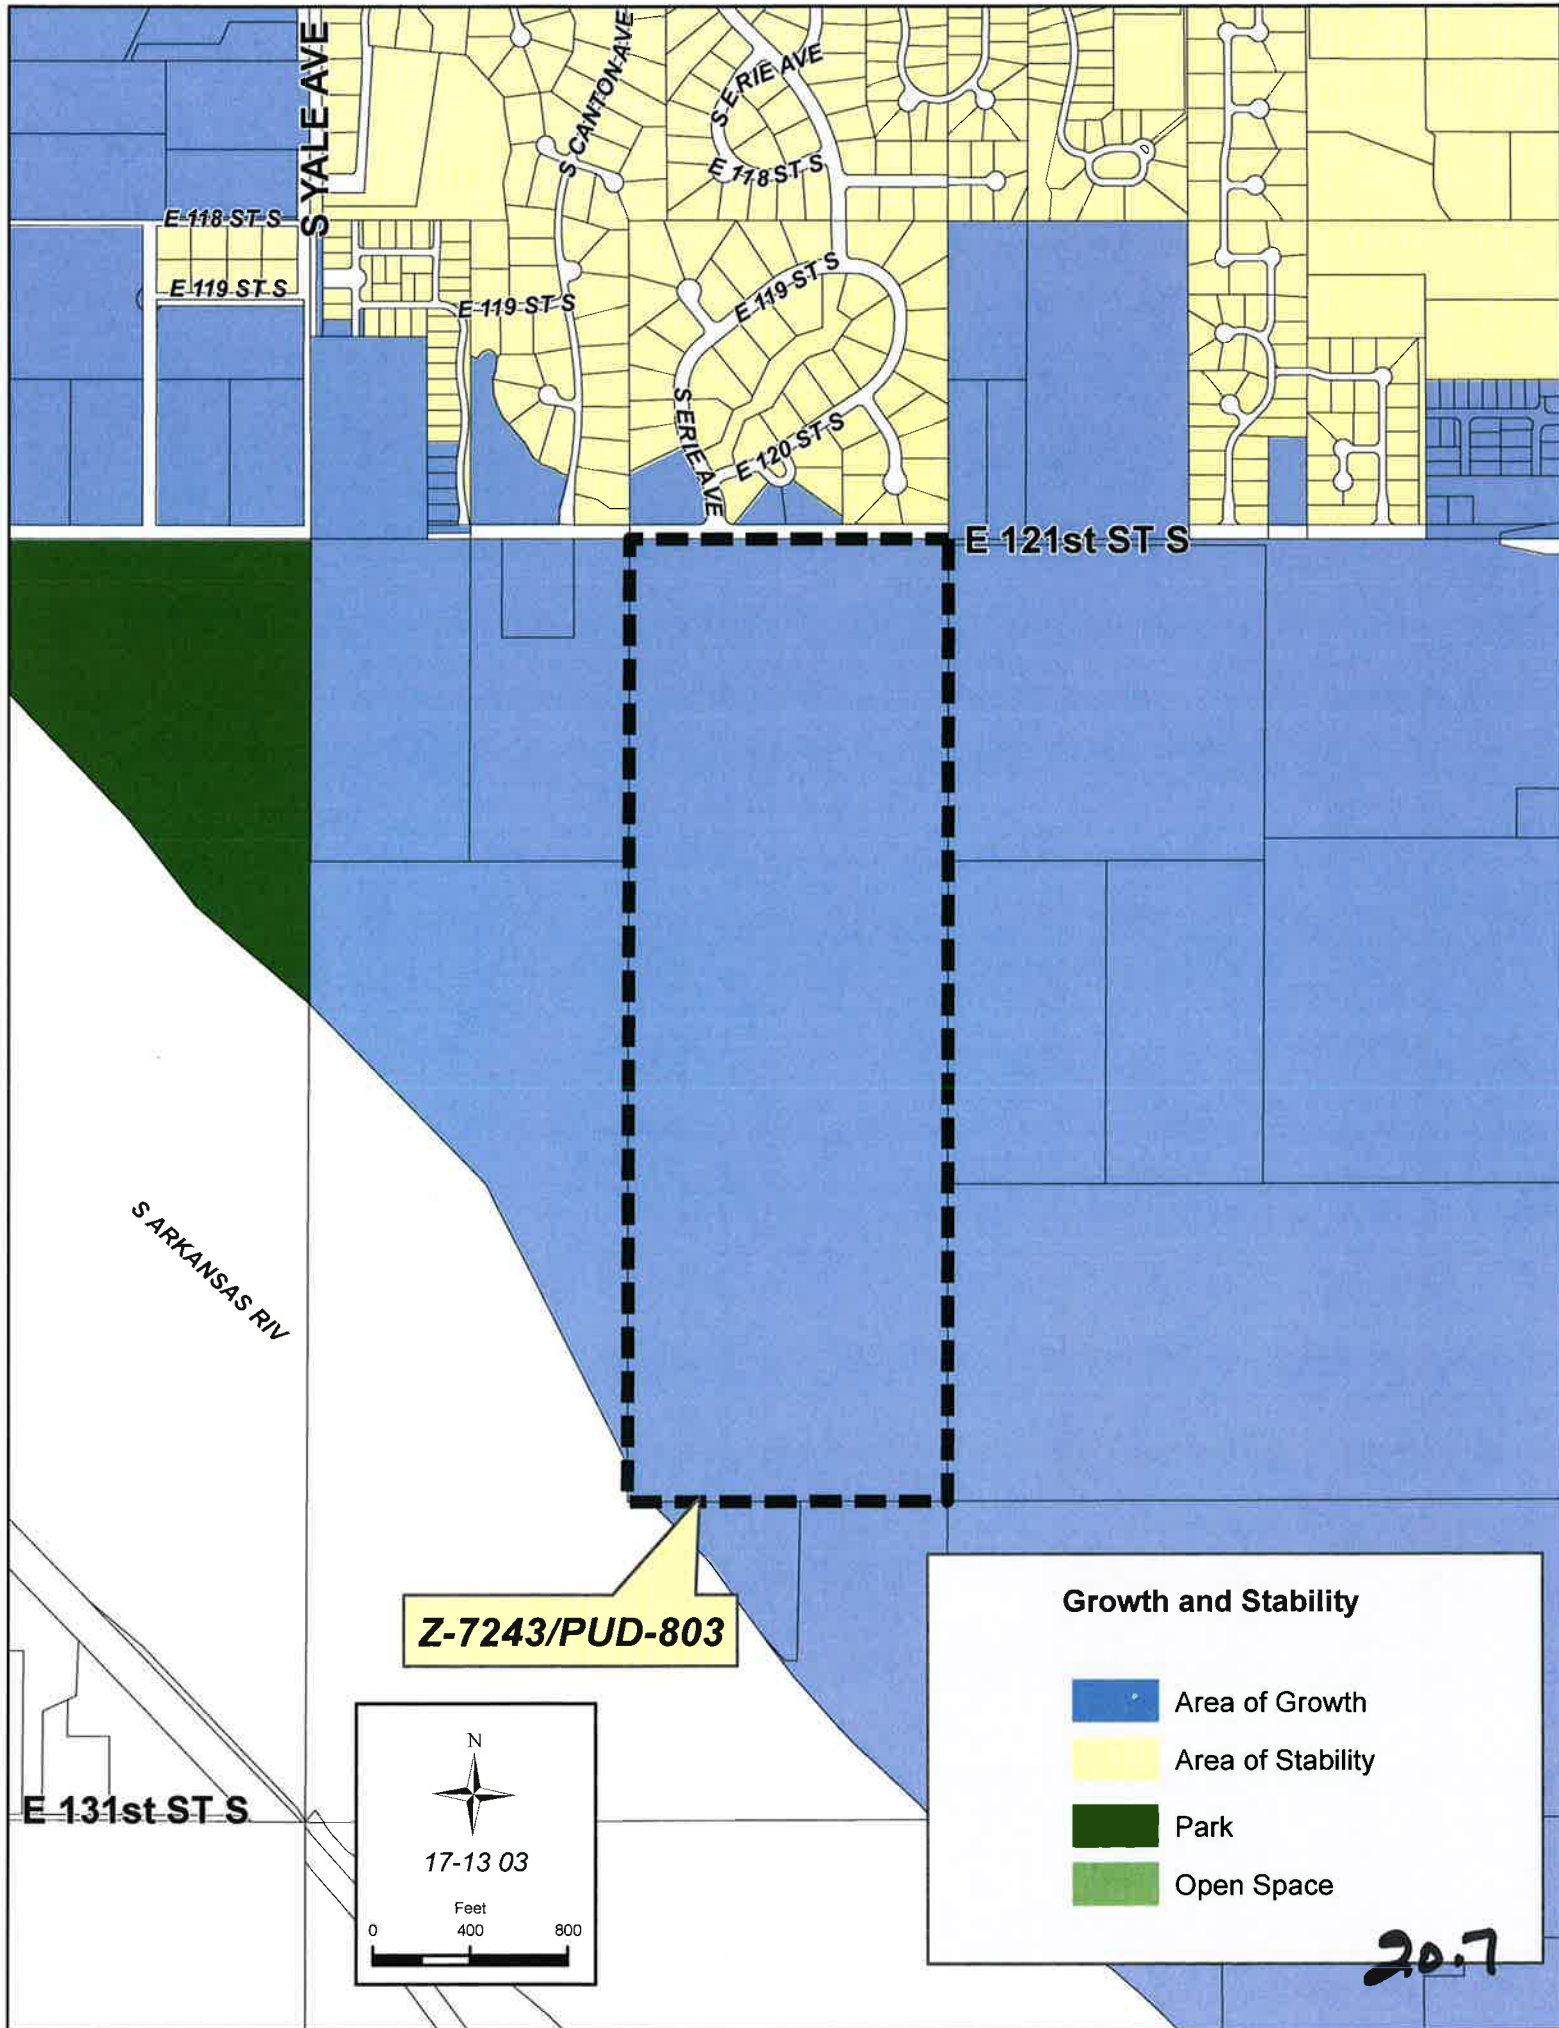 S YALE AVE
S CANTON AVE
S ERIE AVE
E 118 ST S
E 118 ST S
E 119 ST S
E 119 ST S
E 119 ST S
S ERIE AVE
E 120 ST S
E 121st ST S
S ARKANSAS RIV
Z-7243/PUD-803
E 131st ST S
N
17-13 03
Feet
0 400 800
Growth and Stability
Area of Growth
Area of Stability
Park
Open Space
20.7